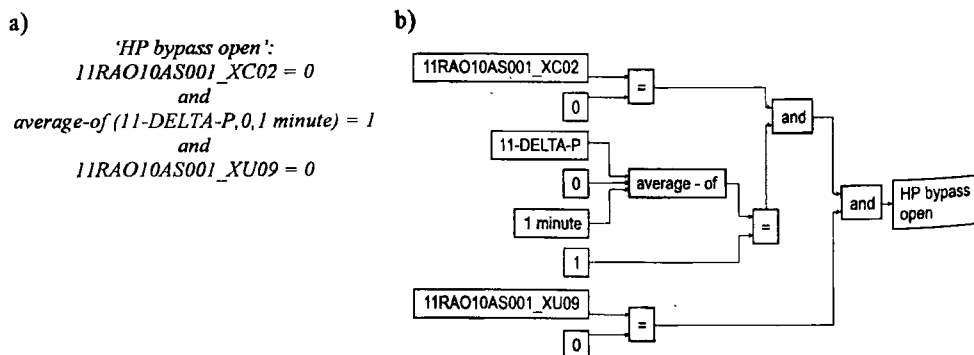 a)
'HP bypass open':
11RAO10AS001_XC02 = 0
and
average-of (11-DELTA-P,0,1 minute) = 1
and
11RAO10AS001_XU09 = 0
b)
11RAO10AS001_XC02
=
0
and
11-DELTA-P
0
average - of
1 minute
=
1
and
HP bypass
open
11RAO10AS001_XU09
=
0